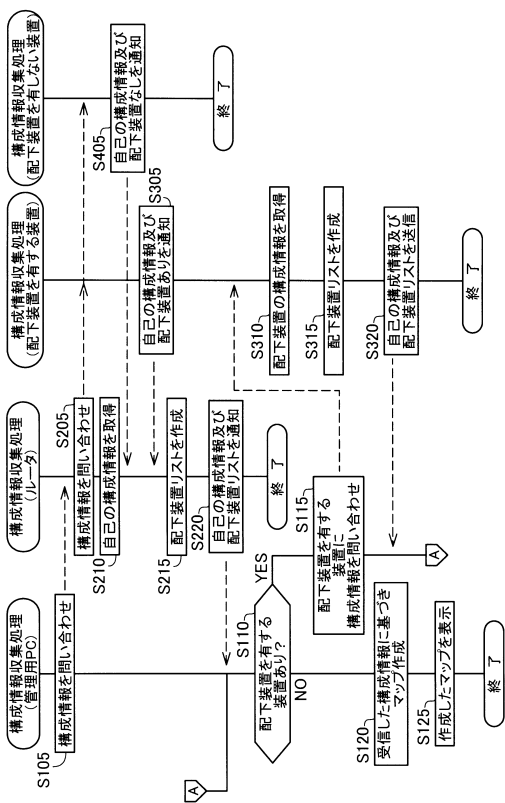 構成情報収集処理
(管理用PC)
S105
構成情報を問い合わせ
A
S110
配下装置を有する
装置あり?
YES
NO
S115
配下装置を有する
装置に
構成情報を問い合わせ
A
S120
受信した構成情報に基づき
マップ作成
S125
作成したマップを表示
終了
構成情報収集処理
(ルータ)
S205
構成情報を問い合わせ
S210
自己の構成情報を取得
S215
配下装置リストを作成
S220
自己の構成情報及び
配下装置リストを通知
終了
構成情報収集処理
(配下装置を有する装置)
S305
自己の構成情報及び
配下装置ありを通知
S310
配下装置の構成情報を取得
S315
配下装置リストを作成
S320
自己の構成情報及び
配下装置リストを送信
終了
構成情報収集処理
(配下装置を有しない装置)
S405
自己の構成情報及び
配下装置なしを通知
終了